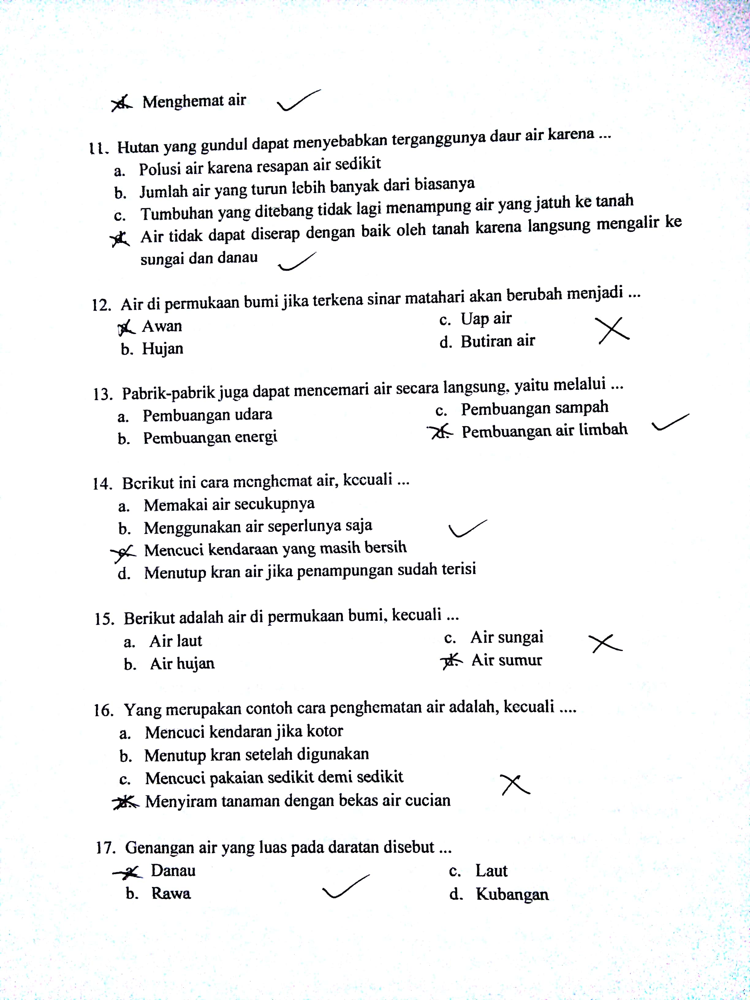 d. Menghemat air
11. Hutan yang gundul dapat menyebabkan terganggunya daur air karena ...
a. Polusi air karena resapan air sedikit
b. Jumlah air yang turun lebih banyak dari biasanya
c. Tumbuhan yang ditebang tidak lagi menampung air yang jatuh ke tanah
d. Air tidak dapat diserap dengan baik oleh tanah karena langsung mengalir ke
sungai dan danau
12. Air di permukaan bumi jika terkena sinar matahari akan berubah menjadi ...
a. Awan
b. Hujan
c. Uap air
d. Butiran air
13. Pabrik-pabrik juga dapat mencemari air secara langsung, yaitu melalui ...
a. Pembuangan udara
b. Pembuangan energi
c. Pembuangan sampah
d. Pembuangan air limbah
14. Berikut ini cara menghemat air, kecuali ...
a. Memakai air secukupnya
b. Menggunakan air seperlunya saja
c. Mencuci kendaraan yang masih bersih
d. Menutup kran air jika penampungan sudah terisi
15. Berikut adalah air di permukaan bumi, kecuali ...
a. Air laut
b. Air hujan
c. Air sungai
d. Air sumur
16. Yang merupakan contoh cara penghematan air adalah, kecuali ....
a. Mencuci kendaran jika kotor
b. Menutup kran setelah digunakan
c. Mencuci pakaian sedikit demi sedikit
d. Menyiram tanaman dengan bekas air cucian
17. Genangan air yang luas pada daratan disebut ...
a. Danau
b. Rawa
c. Laut
d. Kubangan